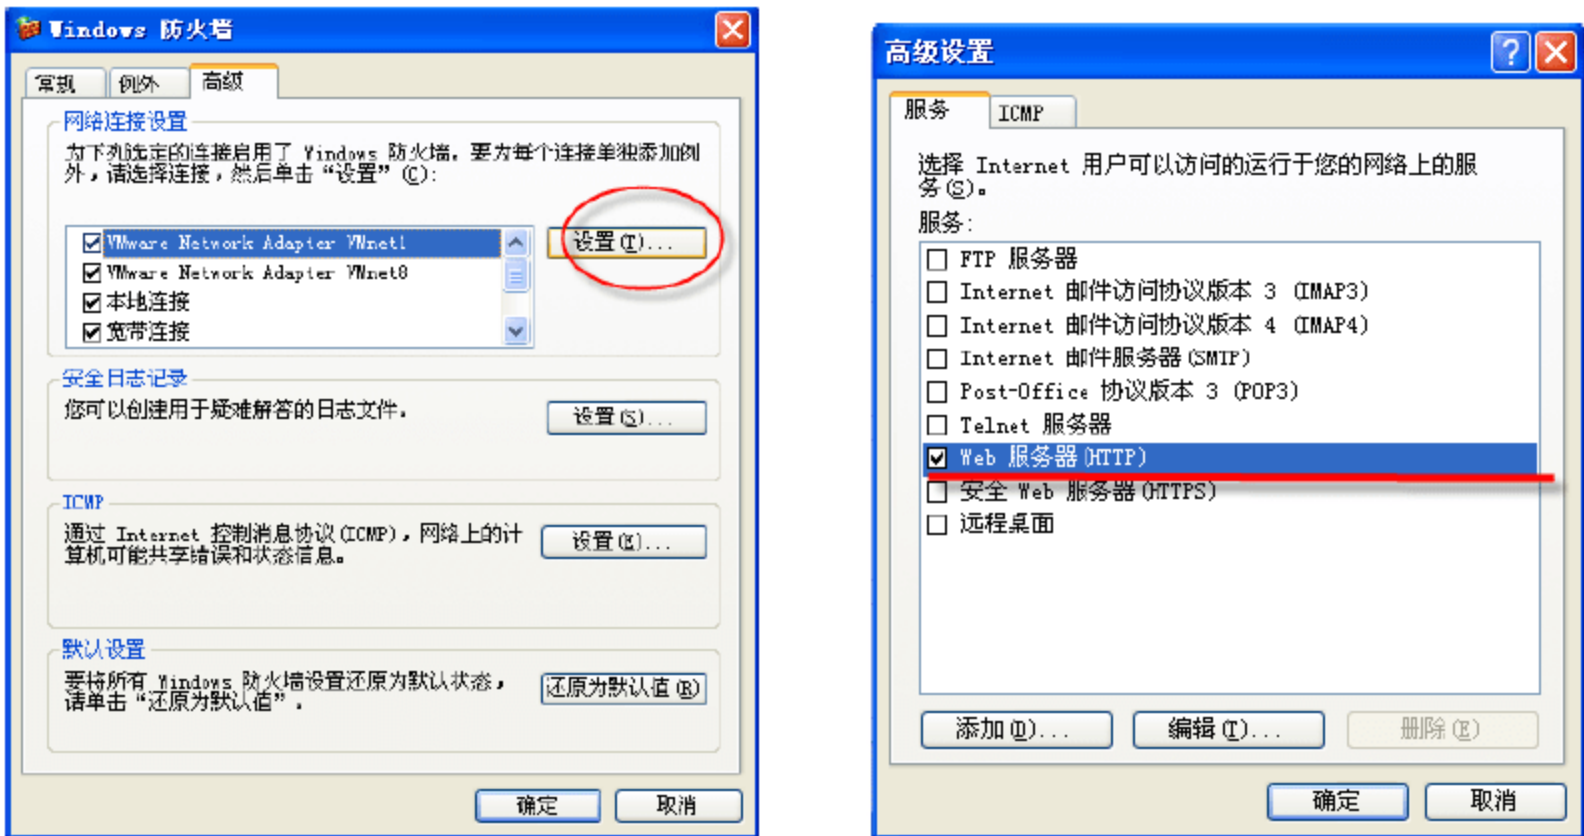 Windows 防火墙
常规
例外
高级
网络连接设置
为下列选定的连接启用了 Windows 防火墙。要为每个连接单独添加例
外，请选择连接，然后单击“设置”(C):
VMware Network Adapter VMnet1
VMware Network Adapter VMnet8
本地连接
宽带连接
设置(T)...
安全日志记录
您可以创建用于疑难解答的日志文件。
设置(S)...
ICMP
通过 Internet 控制消息协议(ICMP)，网络上的计
算机可能共享错误和状态信息。
设置(E)...
默认设置
要将所有 Windows 防火墙设置还原为默认状态，
请单击“还原为默认值”。
还原为默认值(R)
确定
取消
高级设置
服务
ICMP
选择 Internet 用户可以访问的运行于您的网络上的服
务(S)。
服务:
FTP 服务器
Internet 邮件访问协议版本 3 (IMAP3)
Internet 邮件访问协议版本 4 (IMAP4)
Internet 邮件服务器(SMTP)
Post-Office 协议版本 3 (POP3)
Telnet 服务器
Web 服务器(HTTP)
安全 Web 服务器(HTTPS)
远程桌面
添加(D)...
编辑(T)...
删除(E)
确定
取消